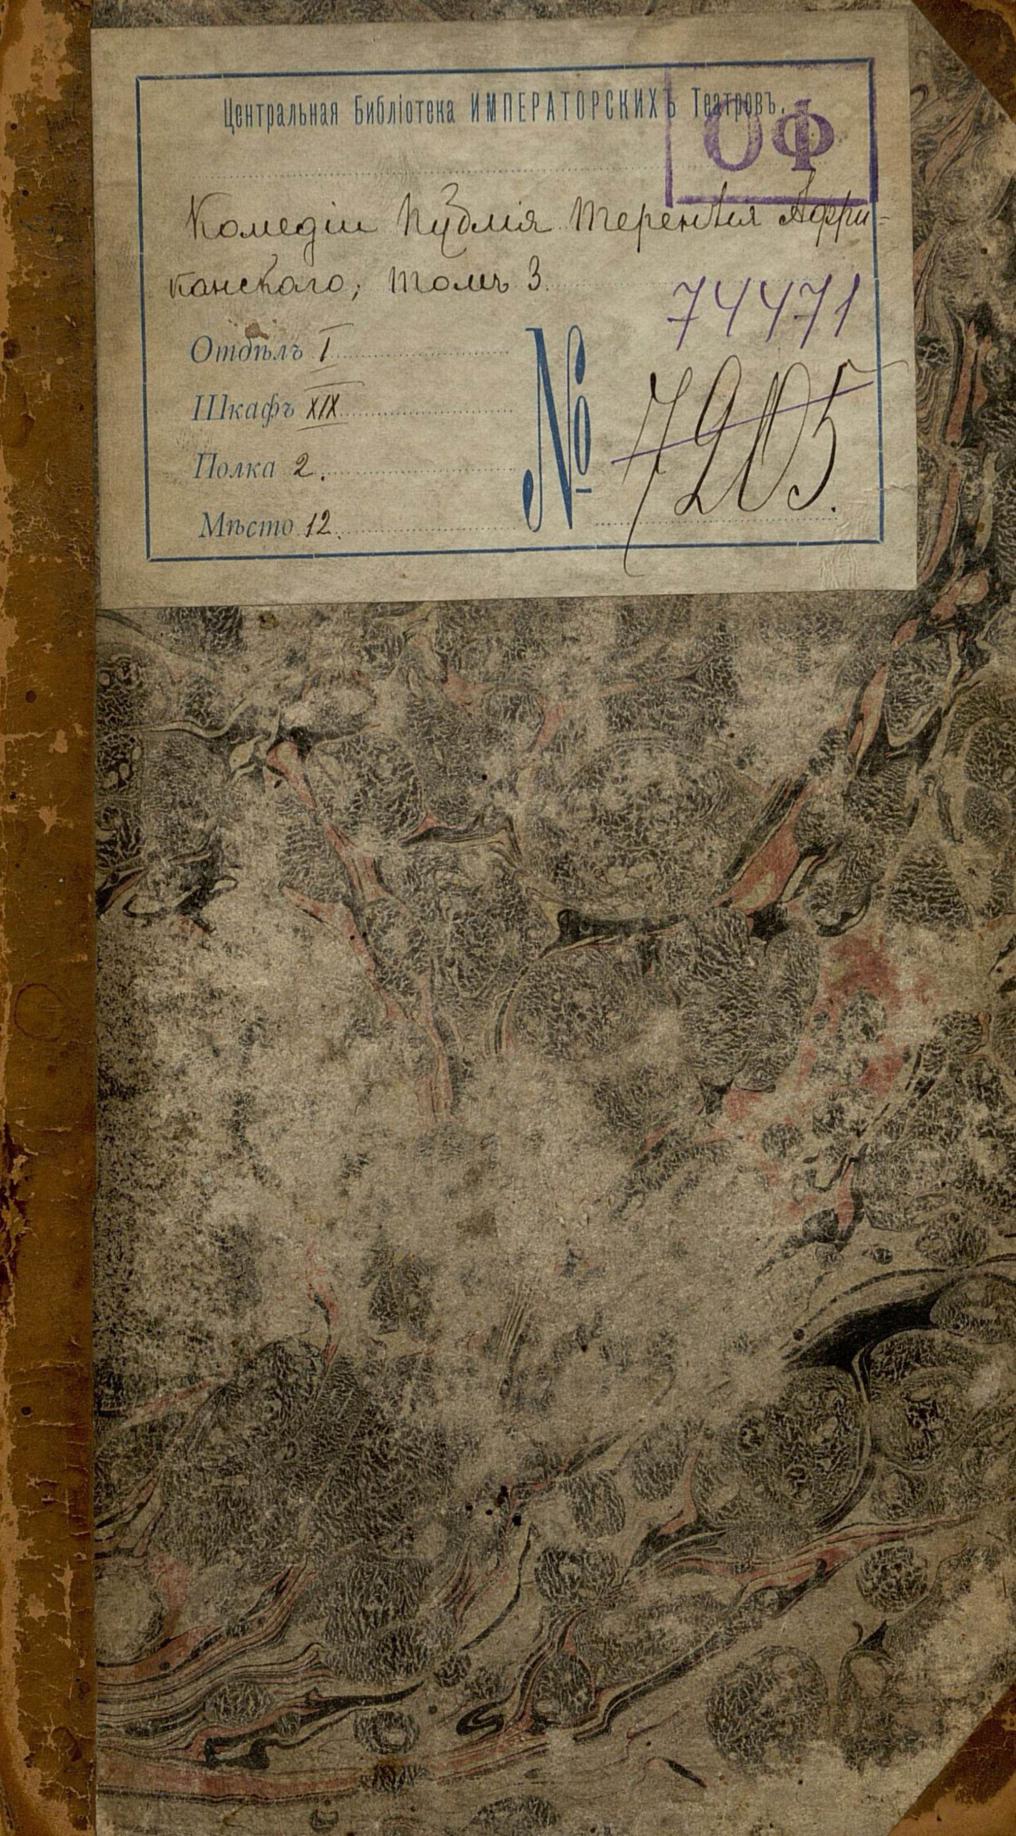 Центральная Библіотека ИМПЕРАТОРСКИХЪ Театровъ.
ОФ
Комедіи Публія Теренція Афри-
канскаго, томъ 3.
74471
Отдѣлъ I
Шкафъ XIX
№ 7205.
Полка 2.
Мѣсто 12.